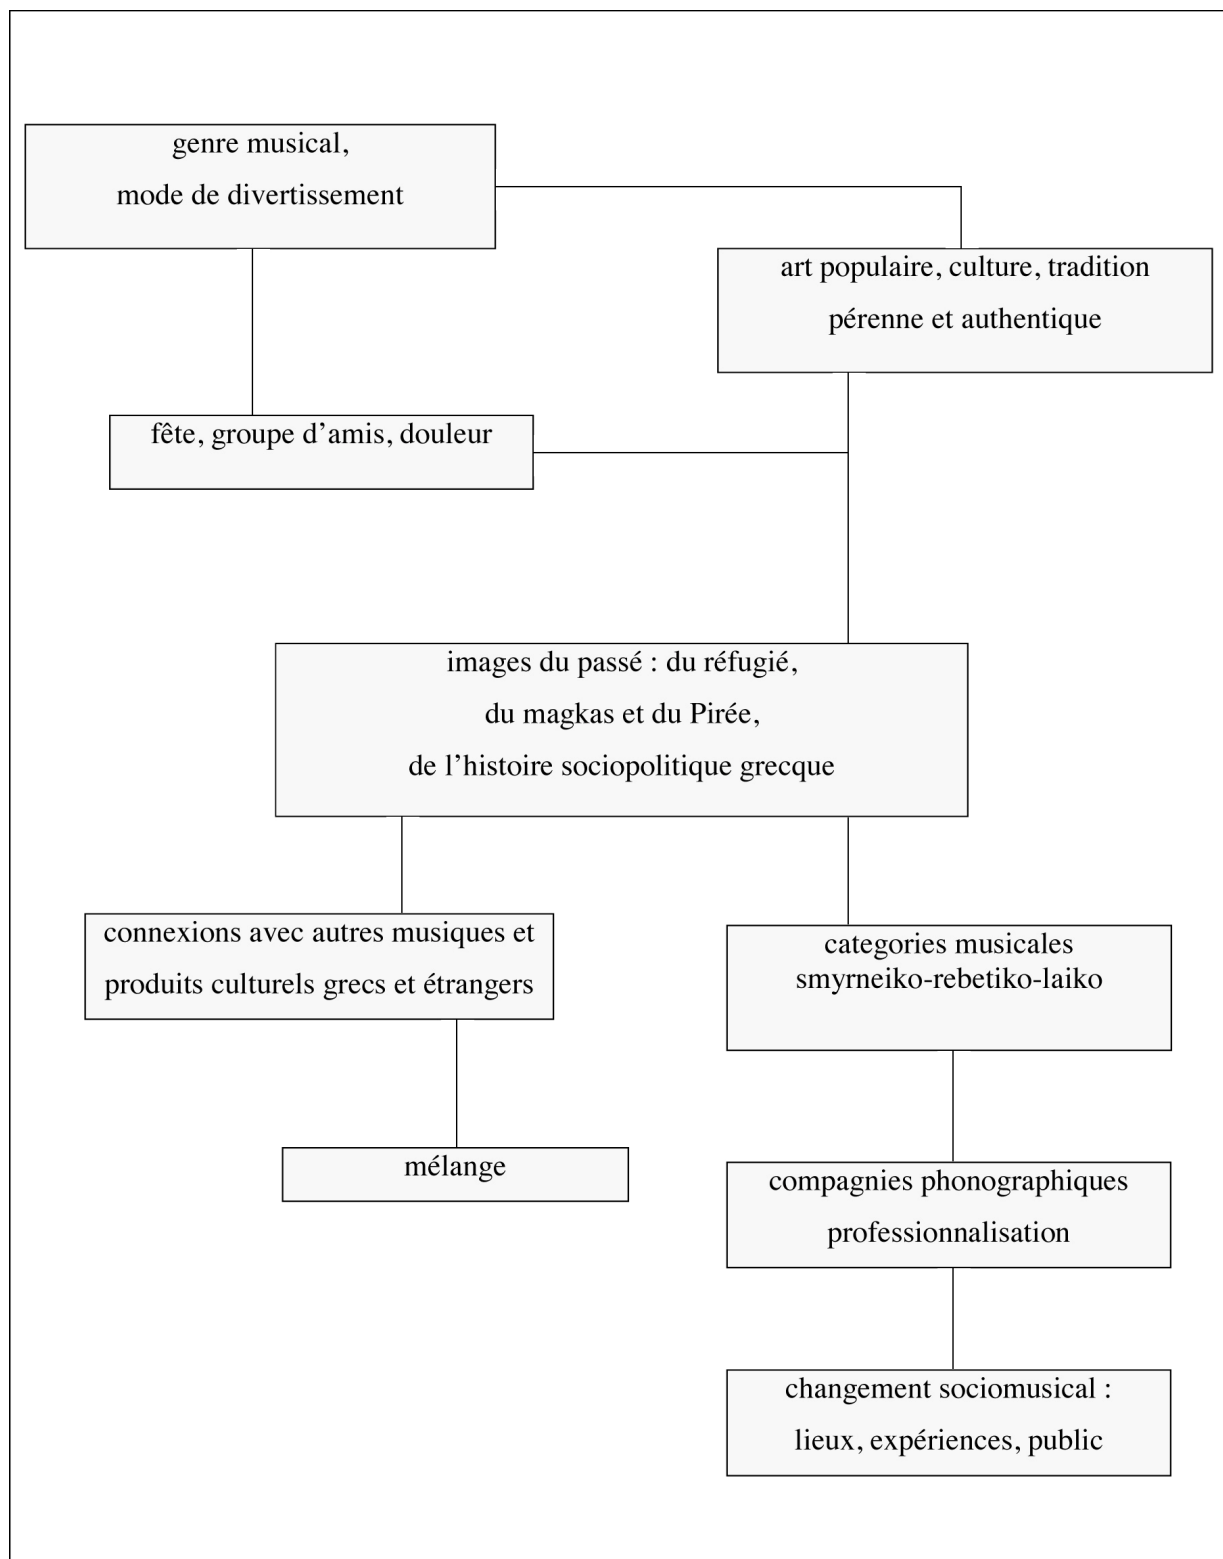 genre musical,
mode de divertissement
art populaire, culture, tradition
pérenne et authentique
fête, groupe d’amis, douleur
images du passé : du réfugié,
du magkas et du Pirée,
de l’histoire sociopolitique grecque
connexions avec autres musiques et
produits culturels grecs et étrangers
categories musicales
smyrneiko-rebetiko-laiko
mélange
compagnies phonographiques
professionnalisation
changement sociomusical :
lieux, expériences, public